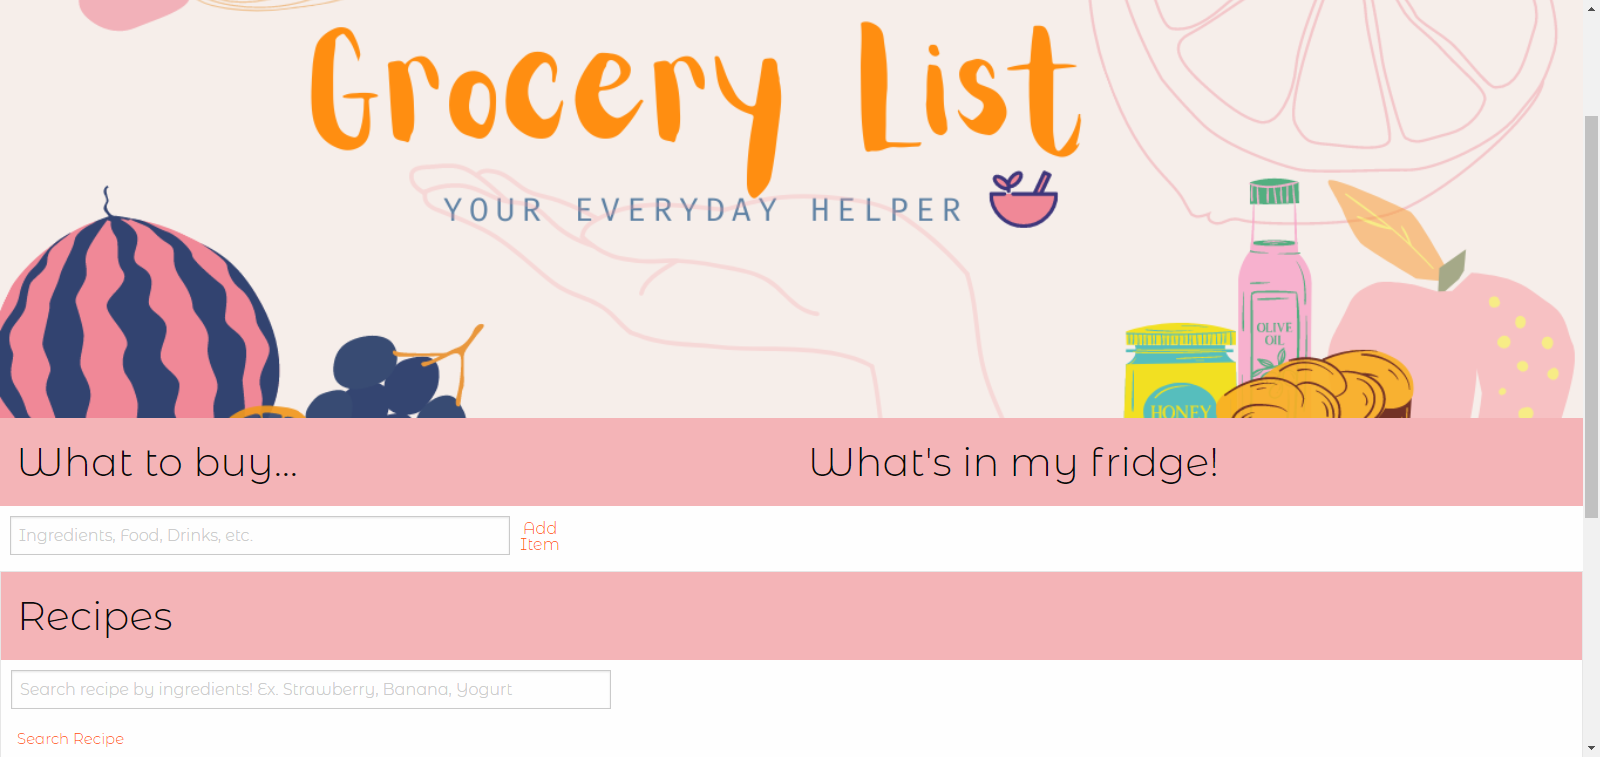 Grocery List
YOUR EVERYDAY HELPER
OLIVE
OIL
HONEY
What to buy...
What's in my fridge!
Ingredients, Food, Drinks, etc.
Add
Item
Recipes
Search recipe by ingredients! Ex. Strawberry, Banana, Yogurt
Search Recipe